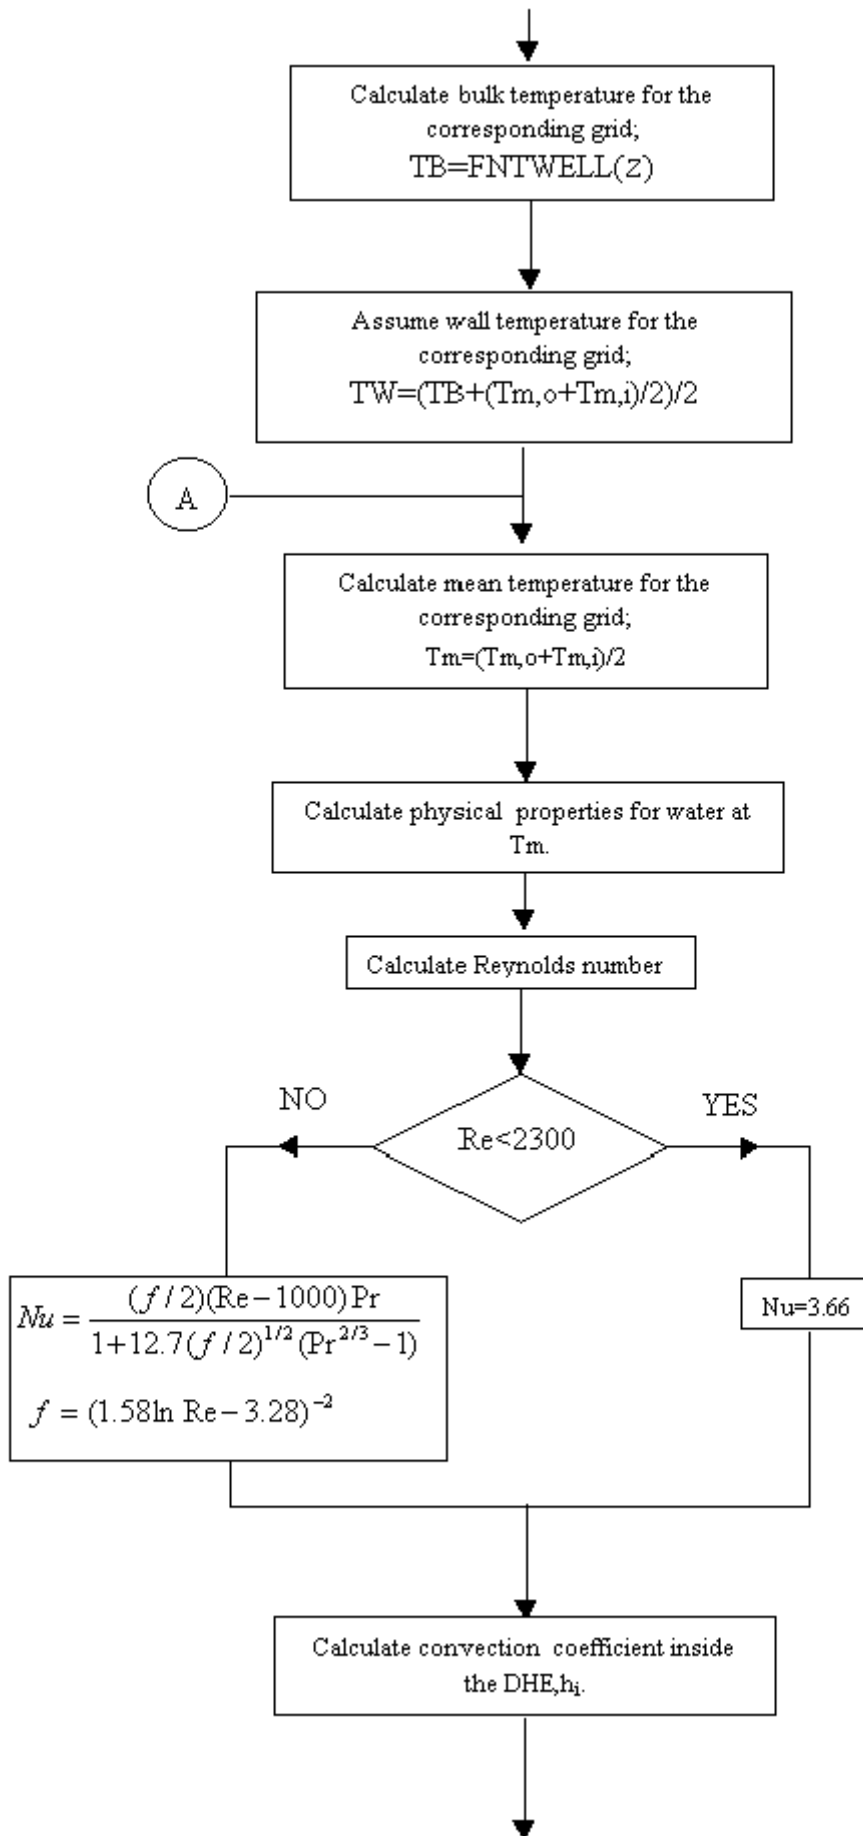 Calculate bulk temperature for the
corresponding grid;
TB=FNTWELL(Z)
Assume wall temperature for the
corresponding grid;
TW=(TB+(Tm,o+Tm,i)/2)/2
A
Calculate mean temperature for the
corresponding grid;
Tm=(Tm,o+Tm,i)/2
Calculate physical properties for water at
Tm.
Calculate Reynolds number
NO
YES
Re<2300
Nu = (f/2)(Re−1000)Pr / 1+12.7(f/2)^{1/2}(Pr^{2/3}−1)
f = (1.58ln Re−3.28)^{−2}
Nu=3.66
Calculate convection coefficient inside
the DHE,hᵢ.